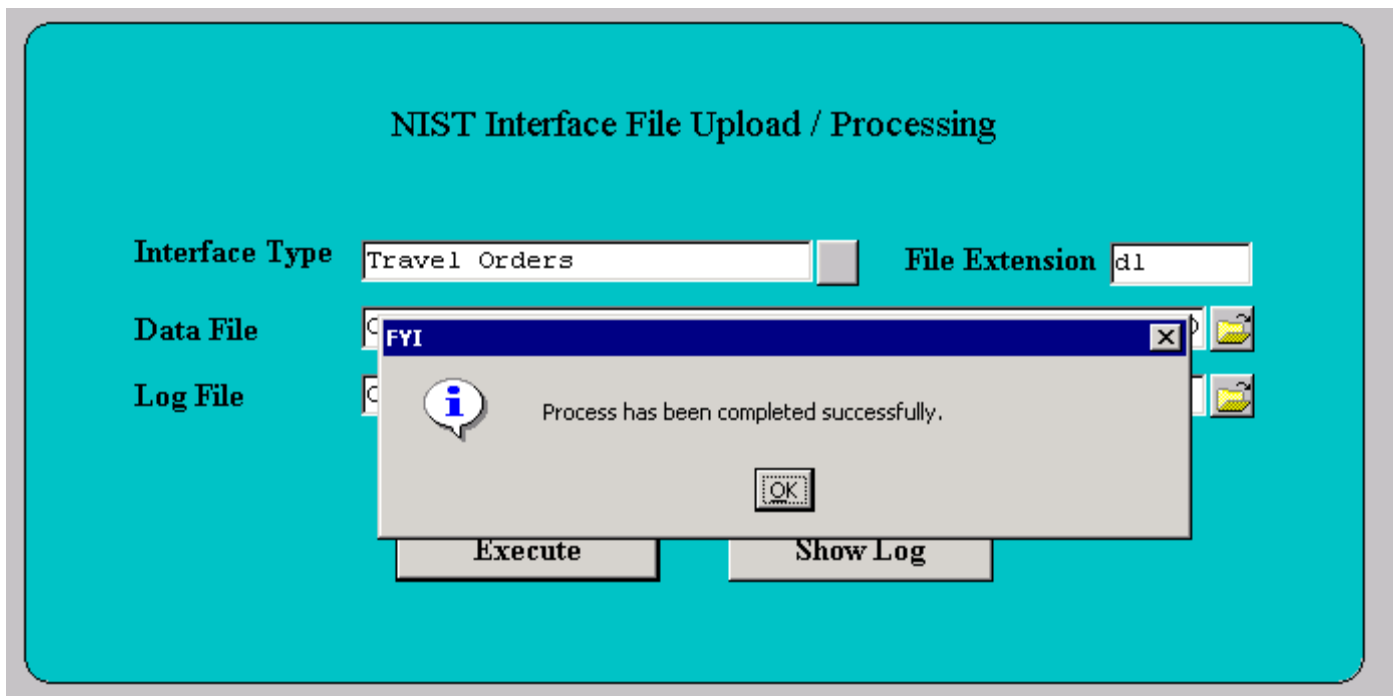 NIST Interface File Upload / Processing
Interface Type Travel Orders File Extension dl
Data File
FYI
Log File
Process has been completed successfully.
OK
Execute Show Log